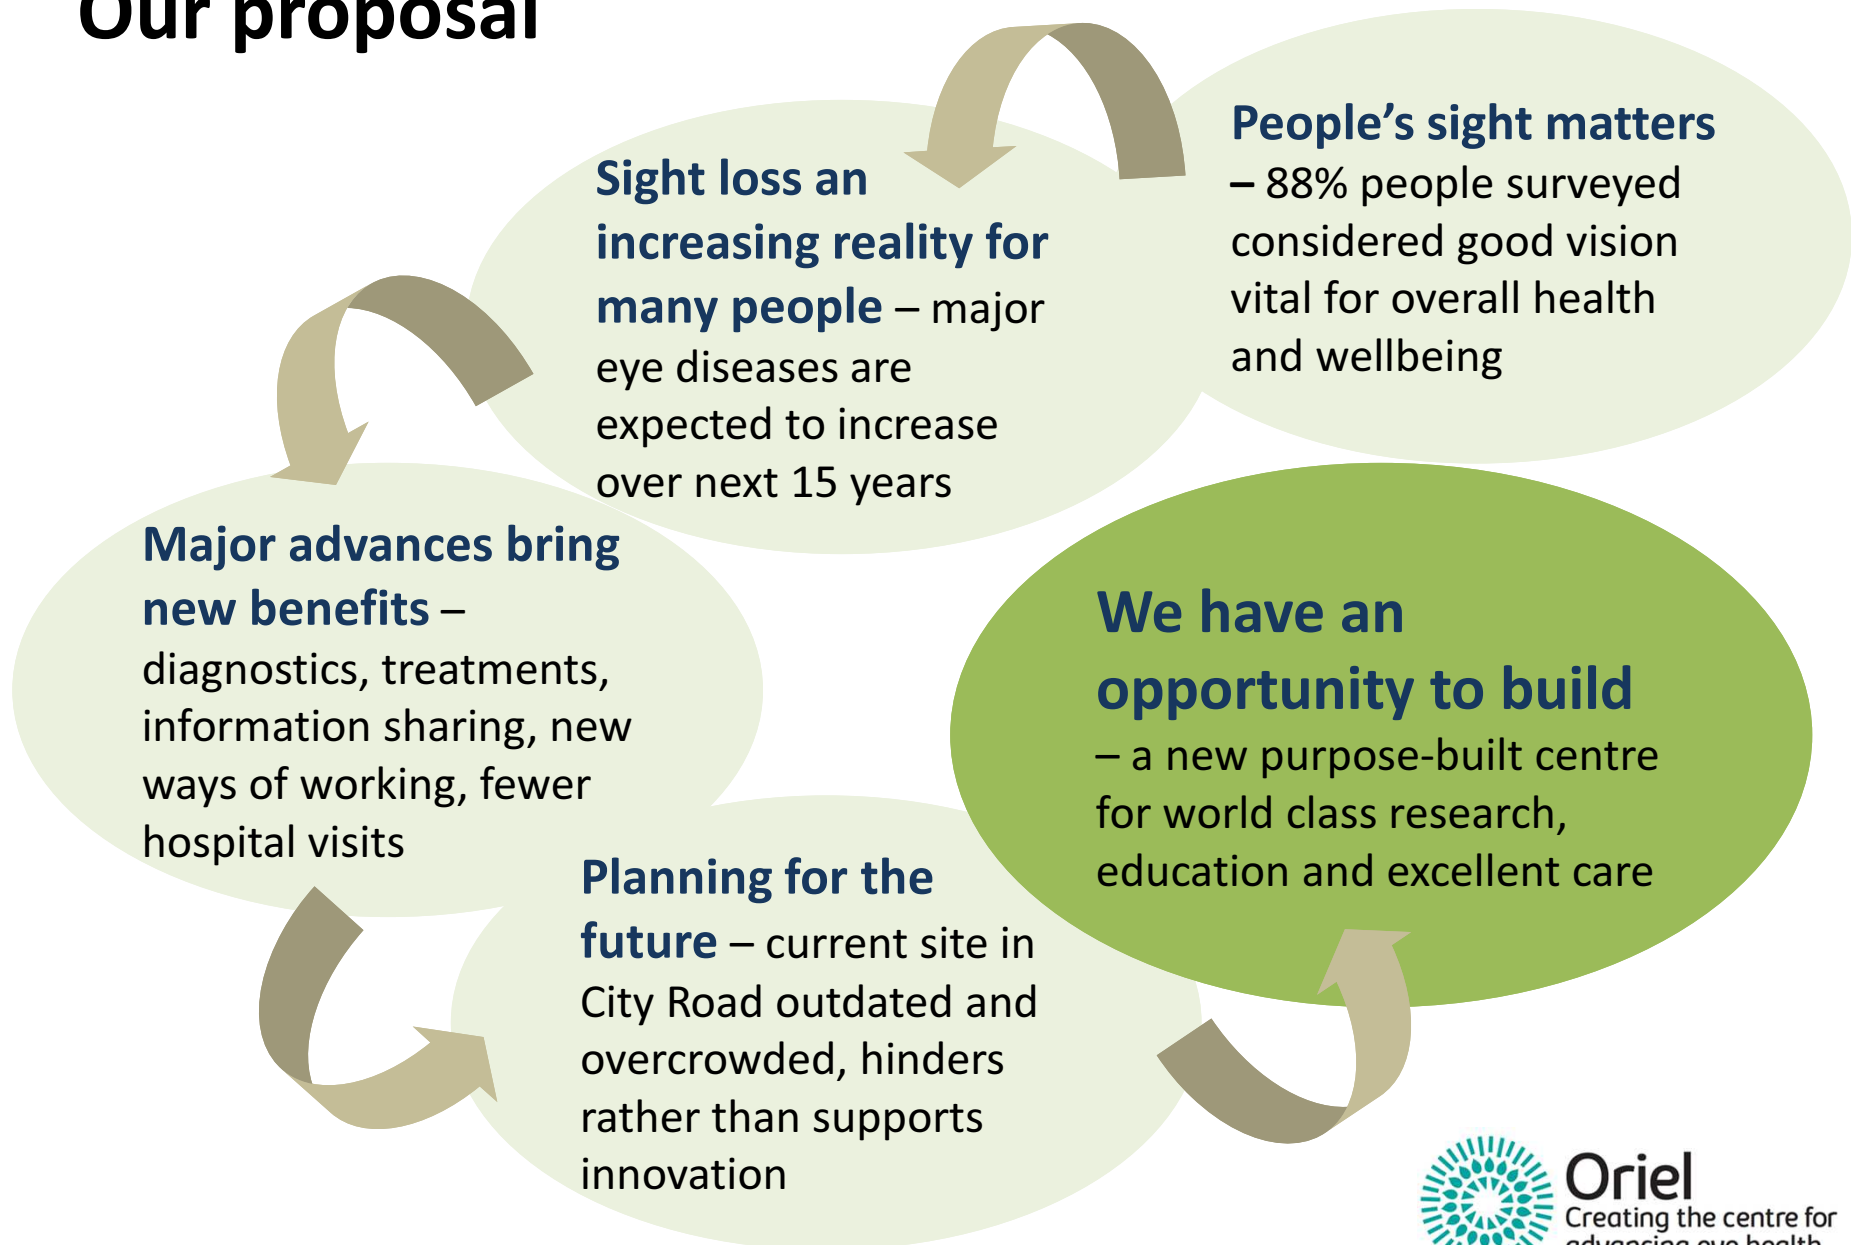 Our proposal
People’s sight matters
– 88% people surveyed
considered good vision
vital for overall health
and wellbeing
Sight loss an
increasing reality for
many people – major
eye diseases are
expected to increase
over next 15 years
Major advances bring
new benefits –
diagnostics, treatments,
information sharing, new
ways of working, fewer
hospital visits
Planning for the
future – current site in
City Road outdated and
overcrowded, hinders
rather than supports
innovation
We have an
opportunity to build
– a new purpose-built centre
for world class research,
education and excellent care
Oriel
Creating the centre for
advancing eye health